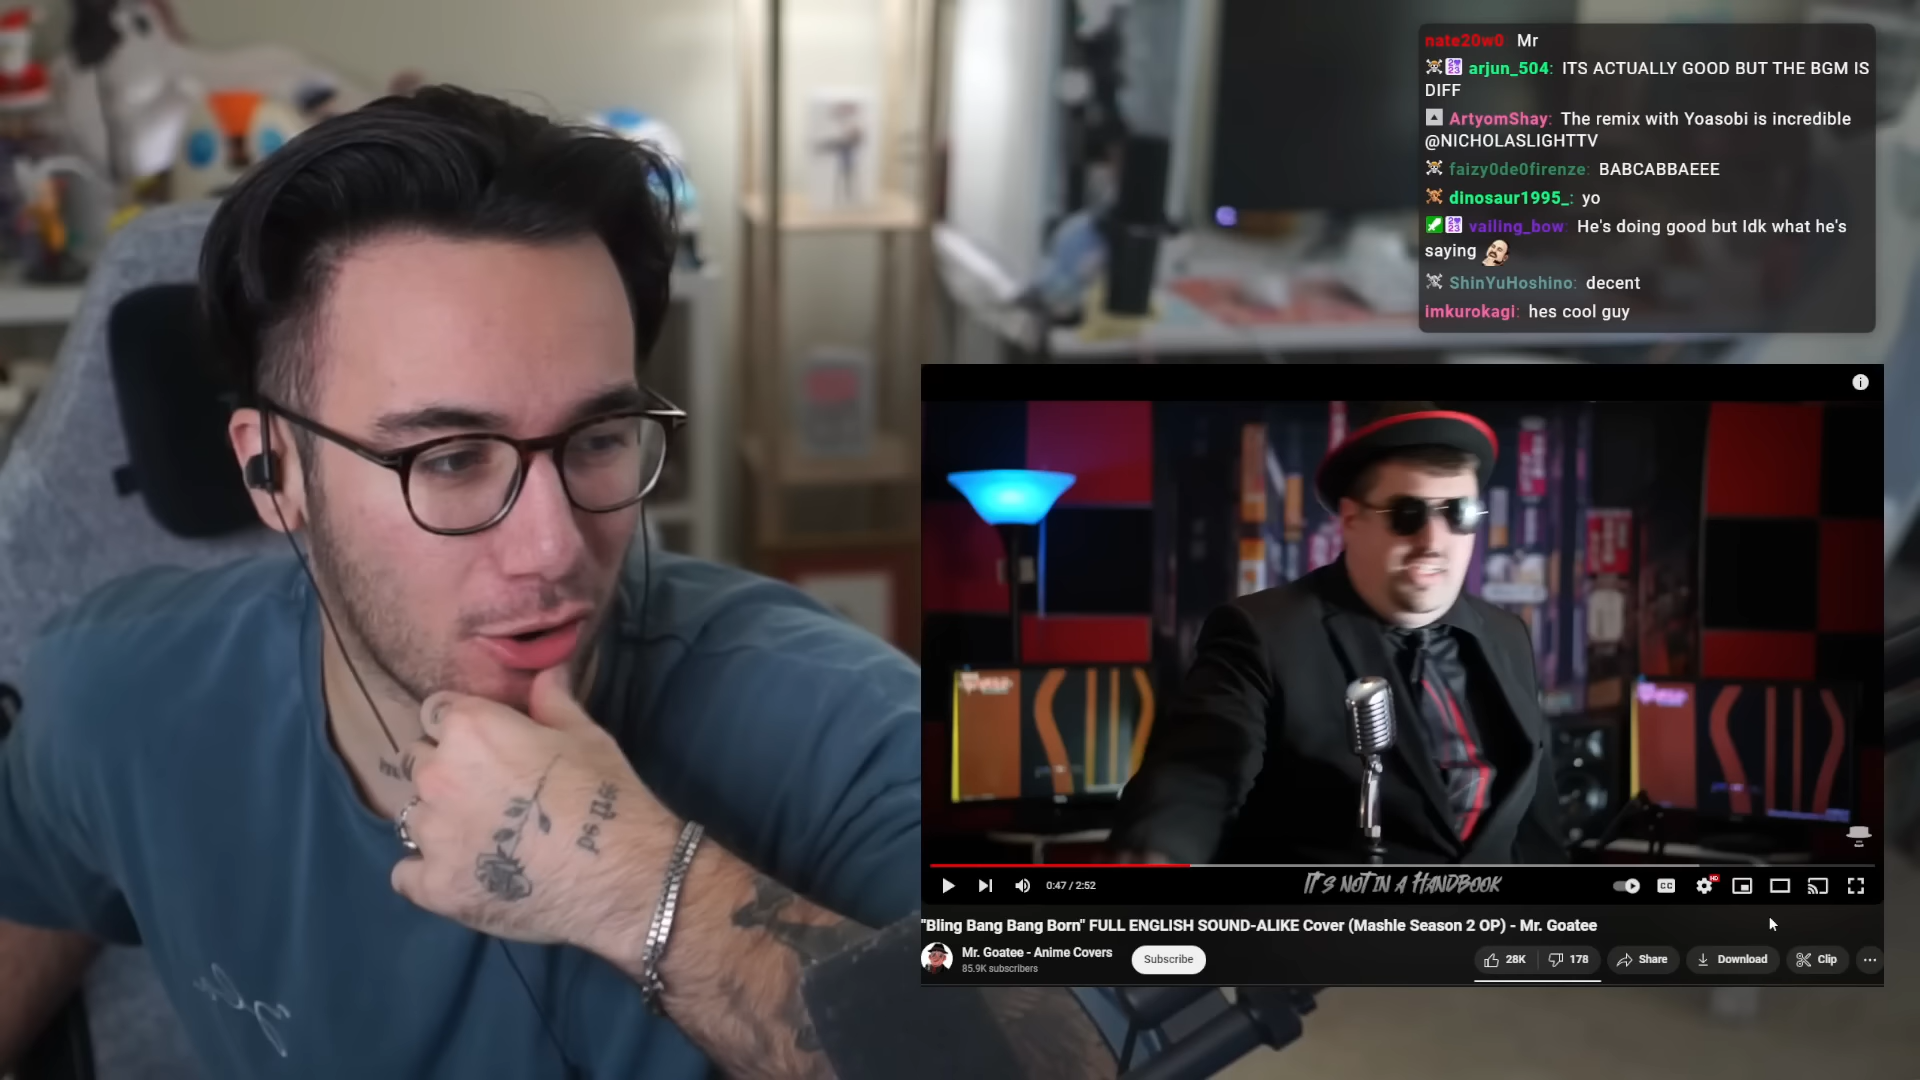 nate20w0 Mr
arjun_504: ITS ACTUALLY GOOD BUT THE BGM IS
DIFF
ArtyomShay: The remix with Yoasobi is incredible
@NICHOLASLIGHTTV
faizy0de0firenze: BABCABBAEEE
dinosaur1995_: yo
valling_bow: He's doing good but Idk what he's
saying
ShinYuHoshino: decent
imkurokagi: hes cool guy
0:47 / 2:52
IT'S NOT IN A HANDBOOK
CC
HD
"Bling Bang Bang Born" FULL ENGLISH SOUND-ALIKE Cover (Mashle Season 2 OP) - Mr. Goatee
Mr. Goatee - Anime Covers
85.9K subscribers
Subscribe
28K
178
Share
Download
Clip